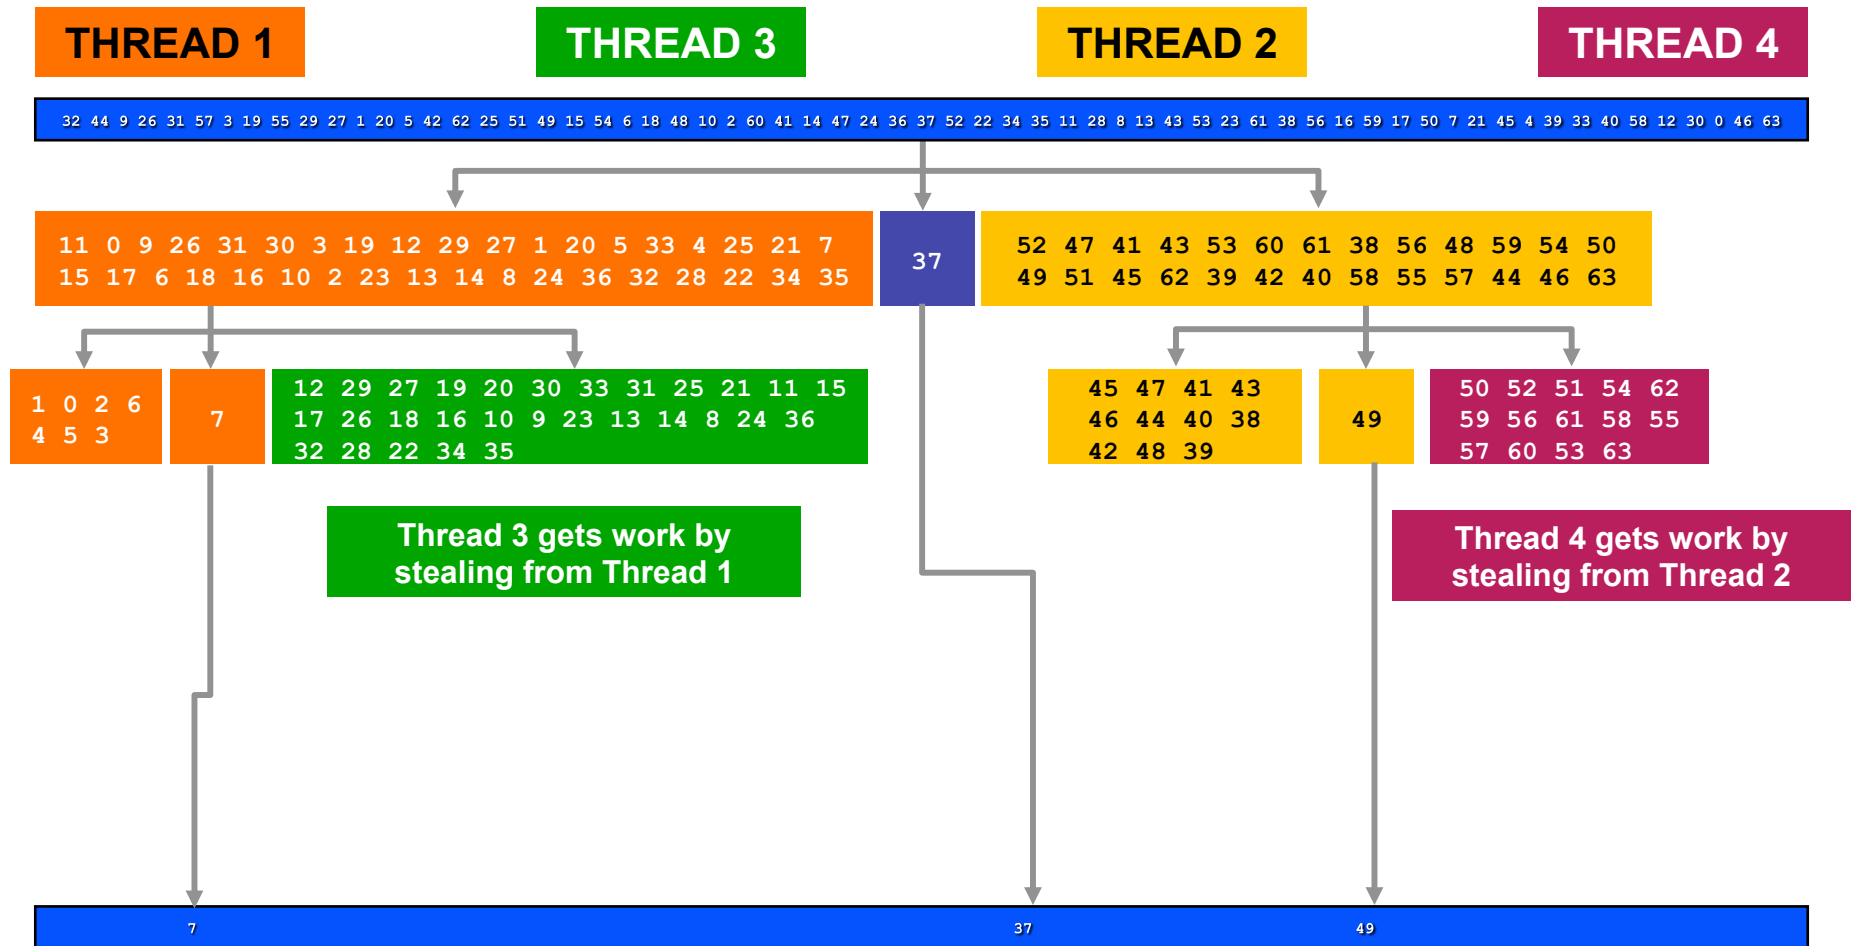 THREAD 1
THREAD 3
THREAD 2
THREAD 4
32 44 9 26 31 57 3 19 55 29 27 1 20 5 42 62 25 51 49 15 54 6 18 48 10 2 60 41 14 47 24 36 37 52 22 34 35 11 28 8 13 43 53 23 61 38 56 16 59 17 50 7 21 45 4 39 33 40 58 12 30 0 46 63
11 0 9 26 31 30 3 19 12 29 27 1 20 5 33 4 25 21 7
15 17 6 18 16 10 2 23 13 14 8 24 36 32 28 22 34 35
37
52 47 41 43 53 60 61 38 56 48 59 54 50
49 51 45 62 39 42 40 58 55 57 44 46 63
1 0 2 6
4 5 3
7
12 29 27 19 20 30 33 31 25 21 11 15
17 26 18 16 10 9 23 13 14 8 24 36
32 28 22 34 35
45 47 41 43
46 44 40 38
42 48 39
49
50 52 51 54 62
59 56 61 58 55
57 60 53 63
Thread 3 gets work by
stealing from Thread 1
Thread 4 gets work by
stealing from Thread 2
7
37
49